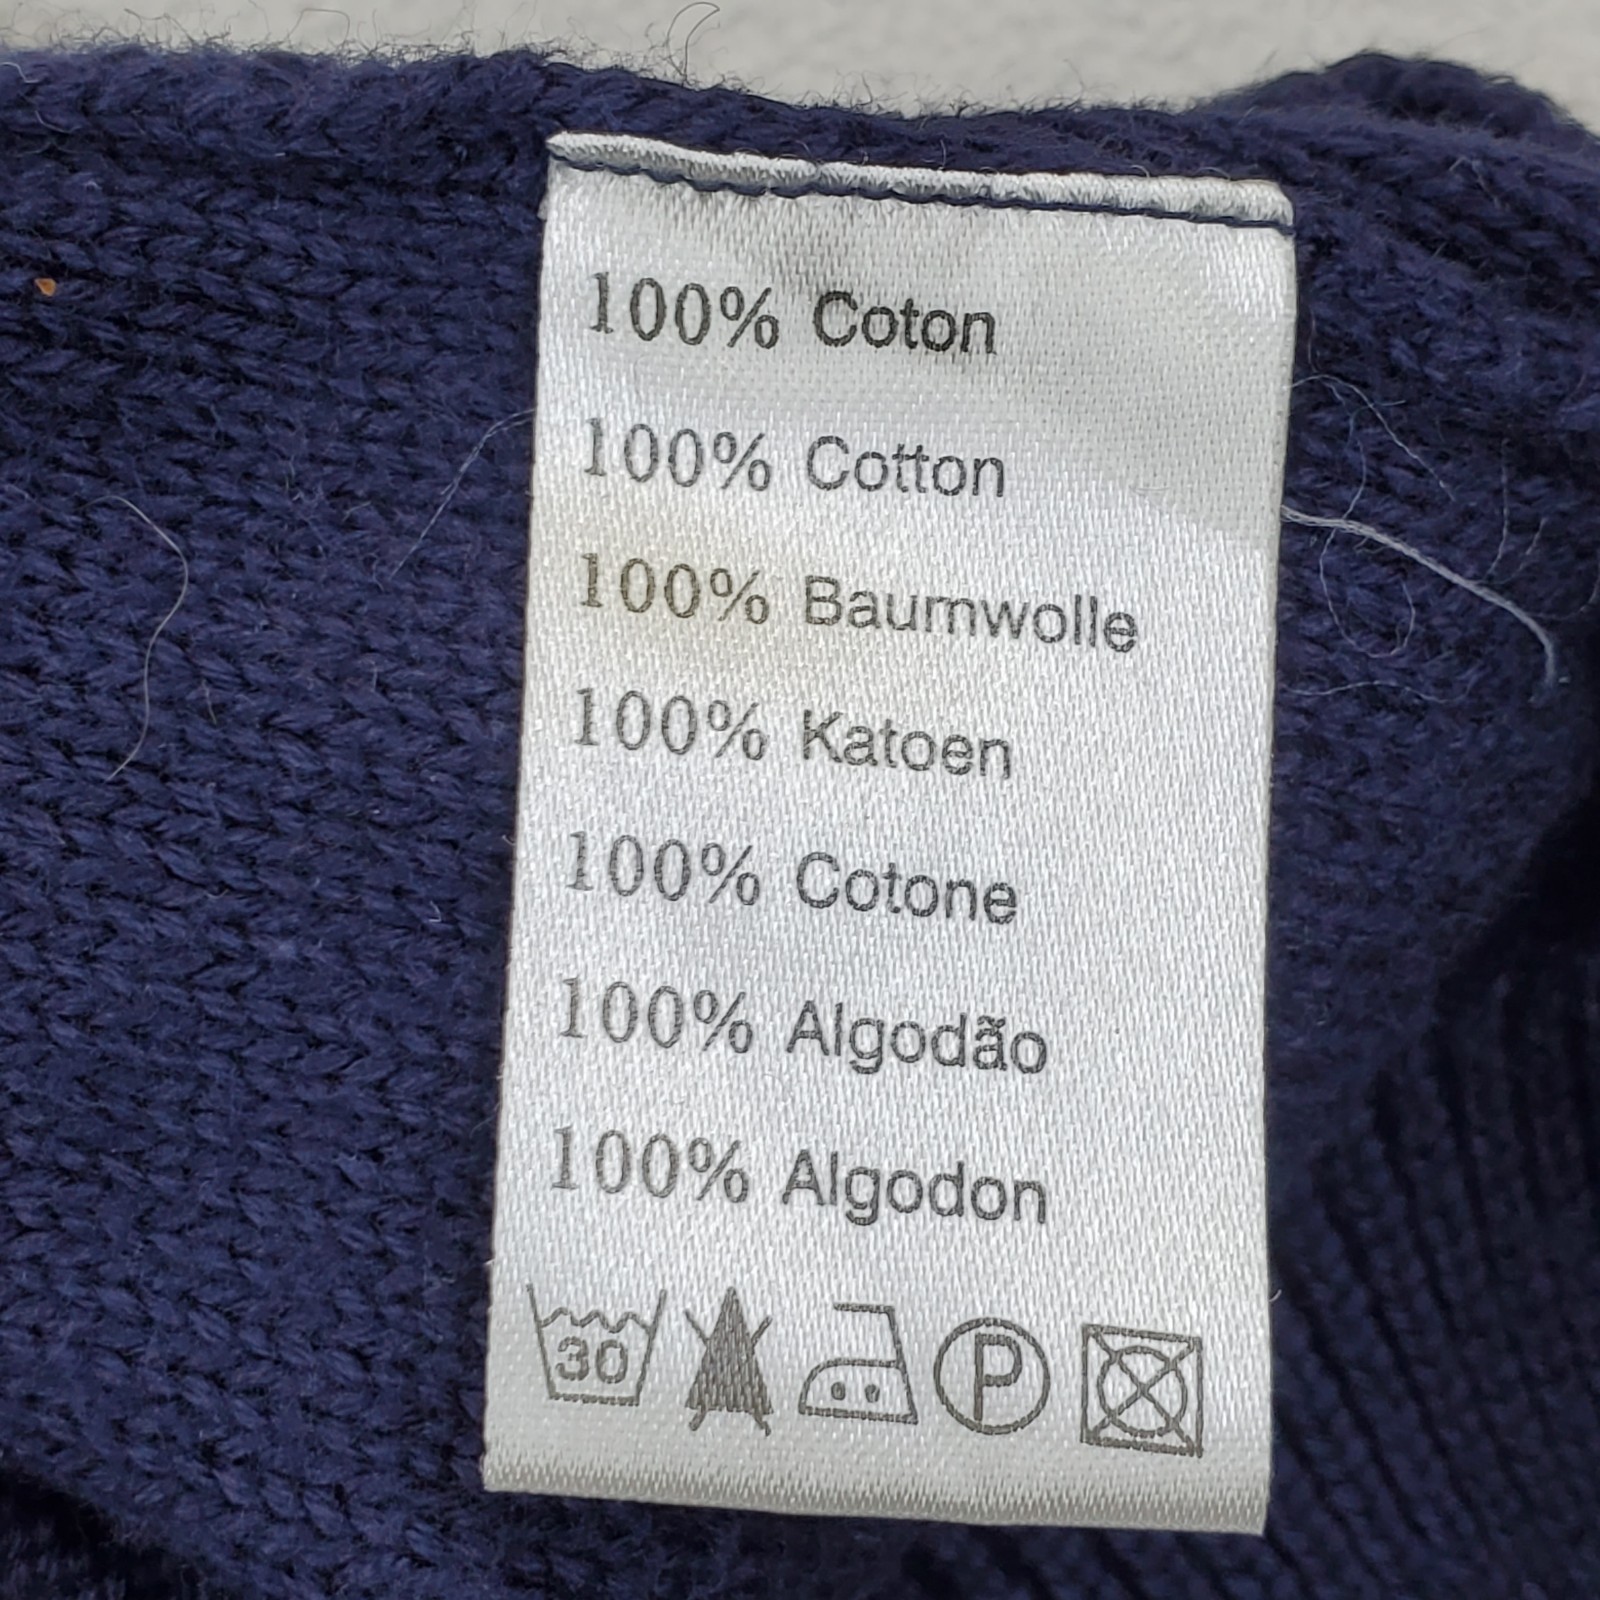 100% Coton
100% Cotton
100% Baumwolle
100% Katoen
100% Cotone
100% Algodão
100% Algodon
30 P